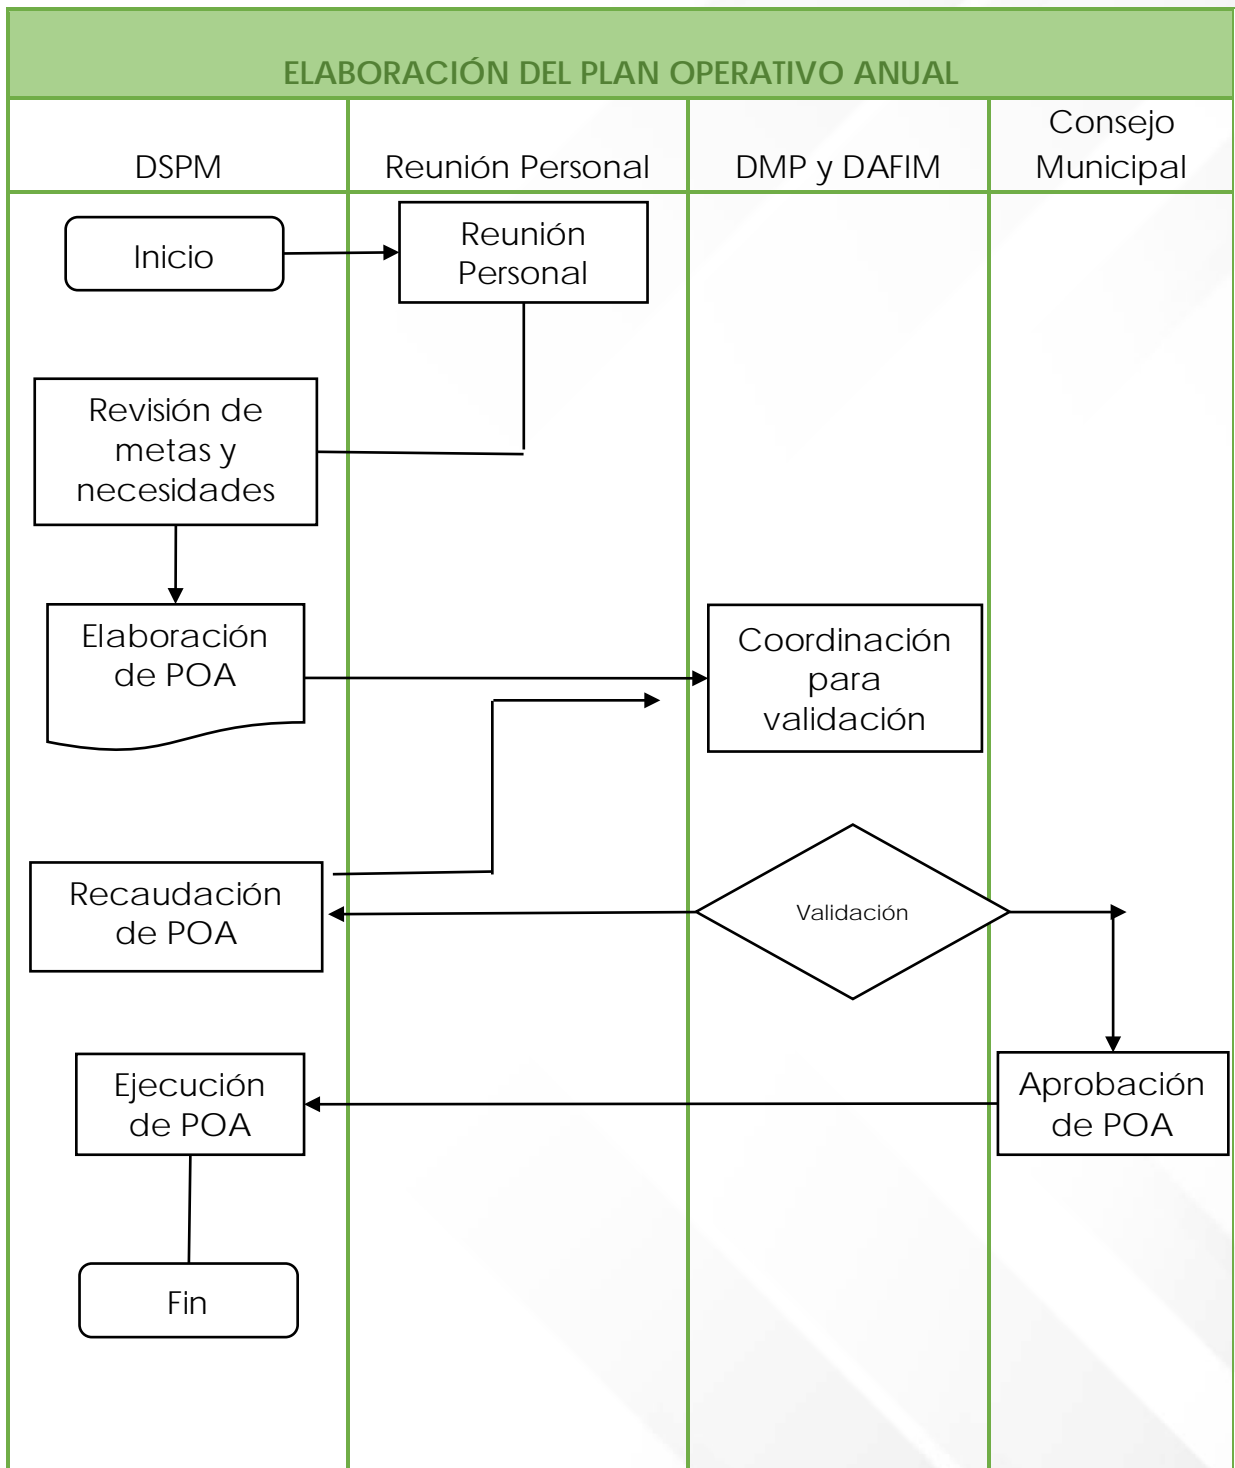 ELABORACIÓN DEL PLAN OPERATIVO ANUAL
DSPM
Reunión Personal
DMP y DAFIM
Consejo
Municipal
Inicio
Reunión
Personal
Revisión de
metas y
necesidades
Elaboración
de POA
Coordinación
para
validación
Recaudación
de POA
Validación
Ejecución
de POA
Aprobación
de POA
Fin